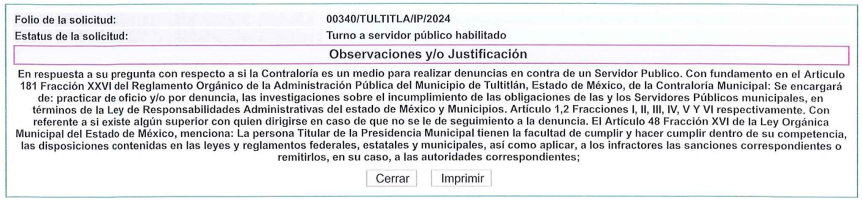 Folio de la solicitud: 00340/TULTITLA/IP/2024
Estatus de la solicitud: Turno a servidor público habilitado
Observaciones y/o Justificación
En respuesta a su pregunta con respecto a si la Contraloría es un medio para realizar denuncias en contra de un Servidor Publico. Con fundamento en el Articulo
181 Fracción XXVI del Reglamento Orgánico de la Administración Pública del Municipio de Tultitlán, Estado de México, de la Contraloría Municipal: Se encargará
de: practicar de oficio y/o por denuncia, las investigaciones sobre el incumplimiento de las obligaciones de las y los Servidores Públicos municipales, en
términos de la Ley de Responsabilidades Administrativas del estado de México y Municipios. Artículo 1,2 Fracciones I, II, III, IV, V Y VI respectivamente. Con
referente a si existe algún superior con quien dirigirse en caso de que no se le de seguimiento a la denuncia. El Artículo 48 Fracción XVI de la Ley Orgánica
Municipal del Estado de México, menciona: La persona Titular de la Presidencia Municipal tienen la facultad de cumplir y hacer cumplir dentro de su competencia,
las disposiciones contenidas en las leyes y reglamentos federales, estatales y municipales, así como aplicar, a los infractores las sanciones correspondientes o
remitirlos, en su caso, a las autoridades correspondientes;
Cerrar Imprimir